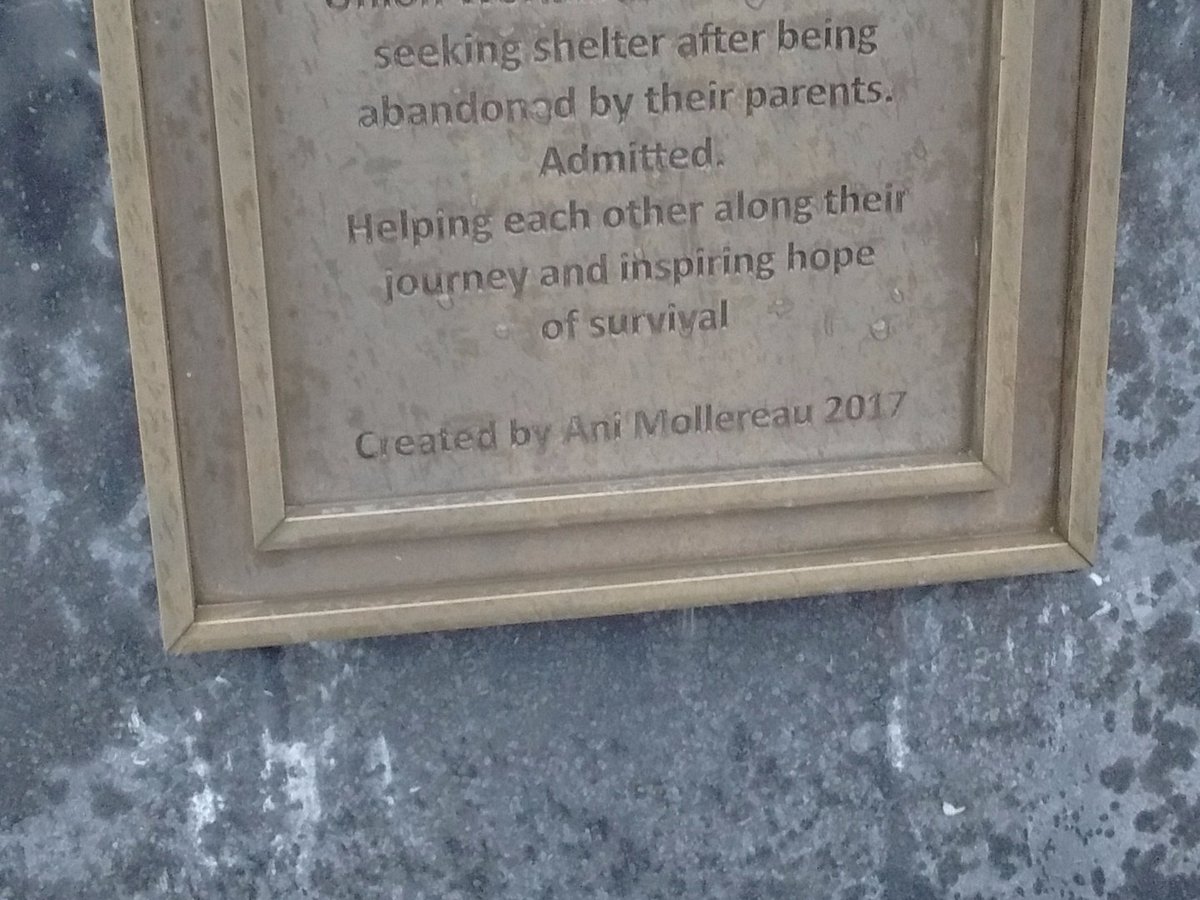 Union
seeking shelter after being
abandoned by their parents.
Admitted.
Helping each other along their
journey and inspiring hope
of survival
Created by Ani Mollereau 2017